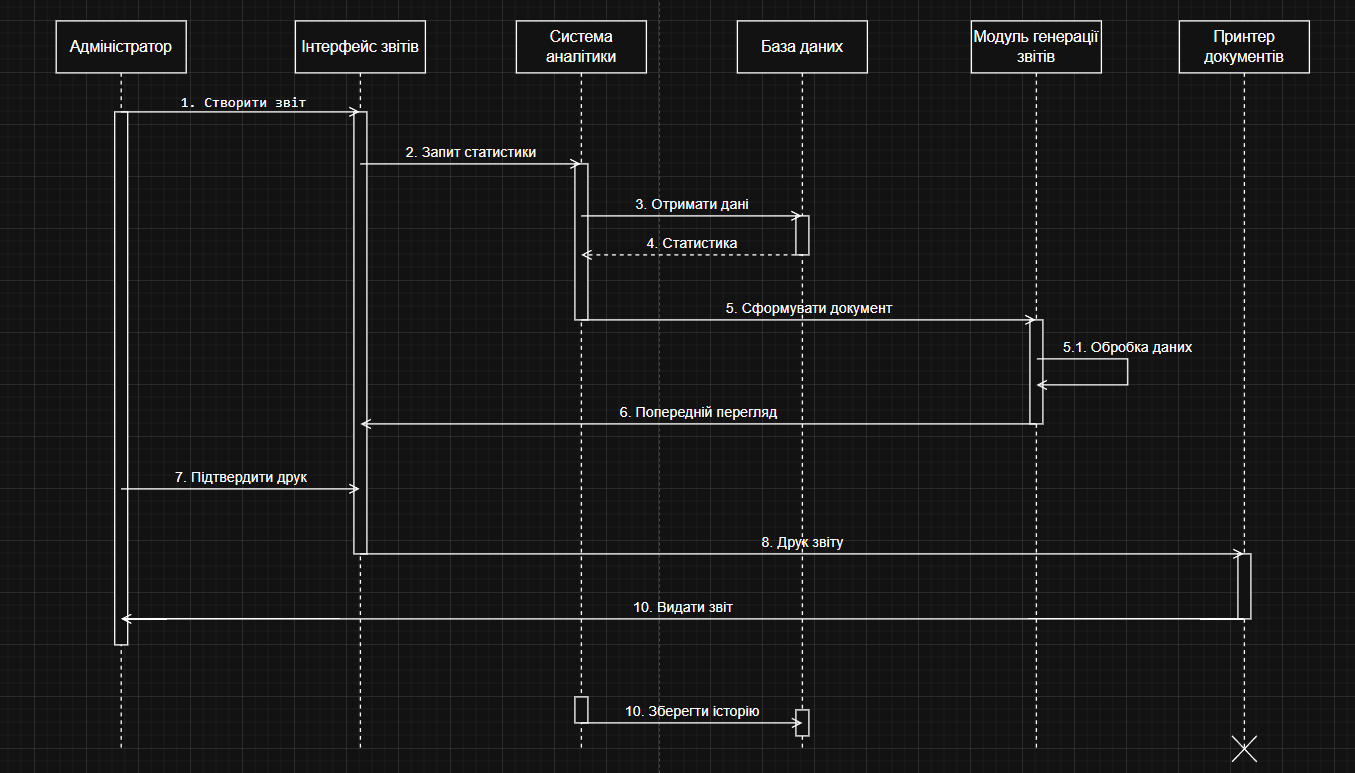 Адміністратор
Інтерфейс звітів
Система
аналітики
База даних
Модуль генерації
звітів
Принтер
документів
1. Створити звіт
2. Запит статистики
3. Отримати дані
4. Статистика
5. Сформувати документ
5.1. Обробка даних
6. Попередній перегляд
7. Підтвердити друк
8. Друк звіту
10. Видати звіт
10. Зберегти історію